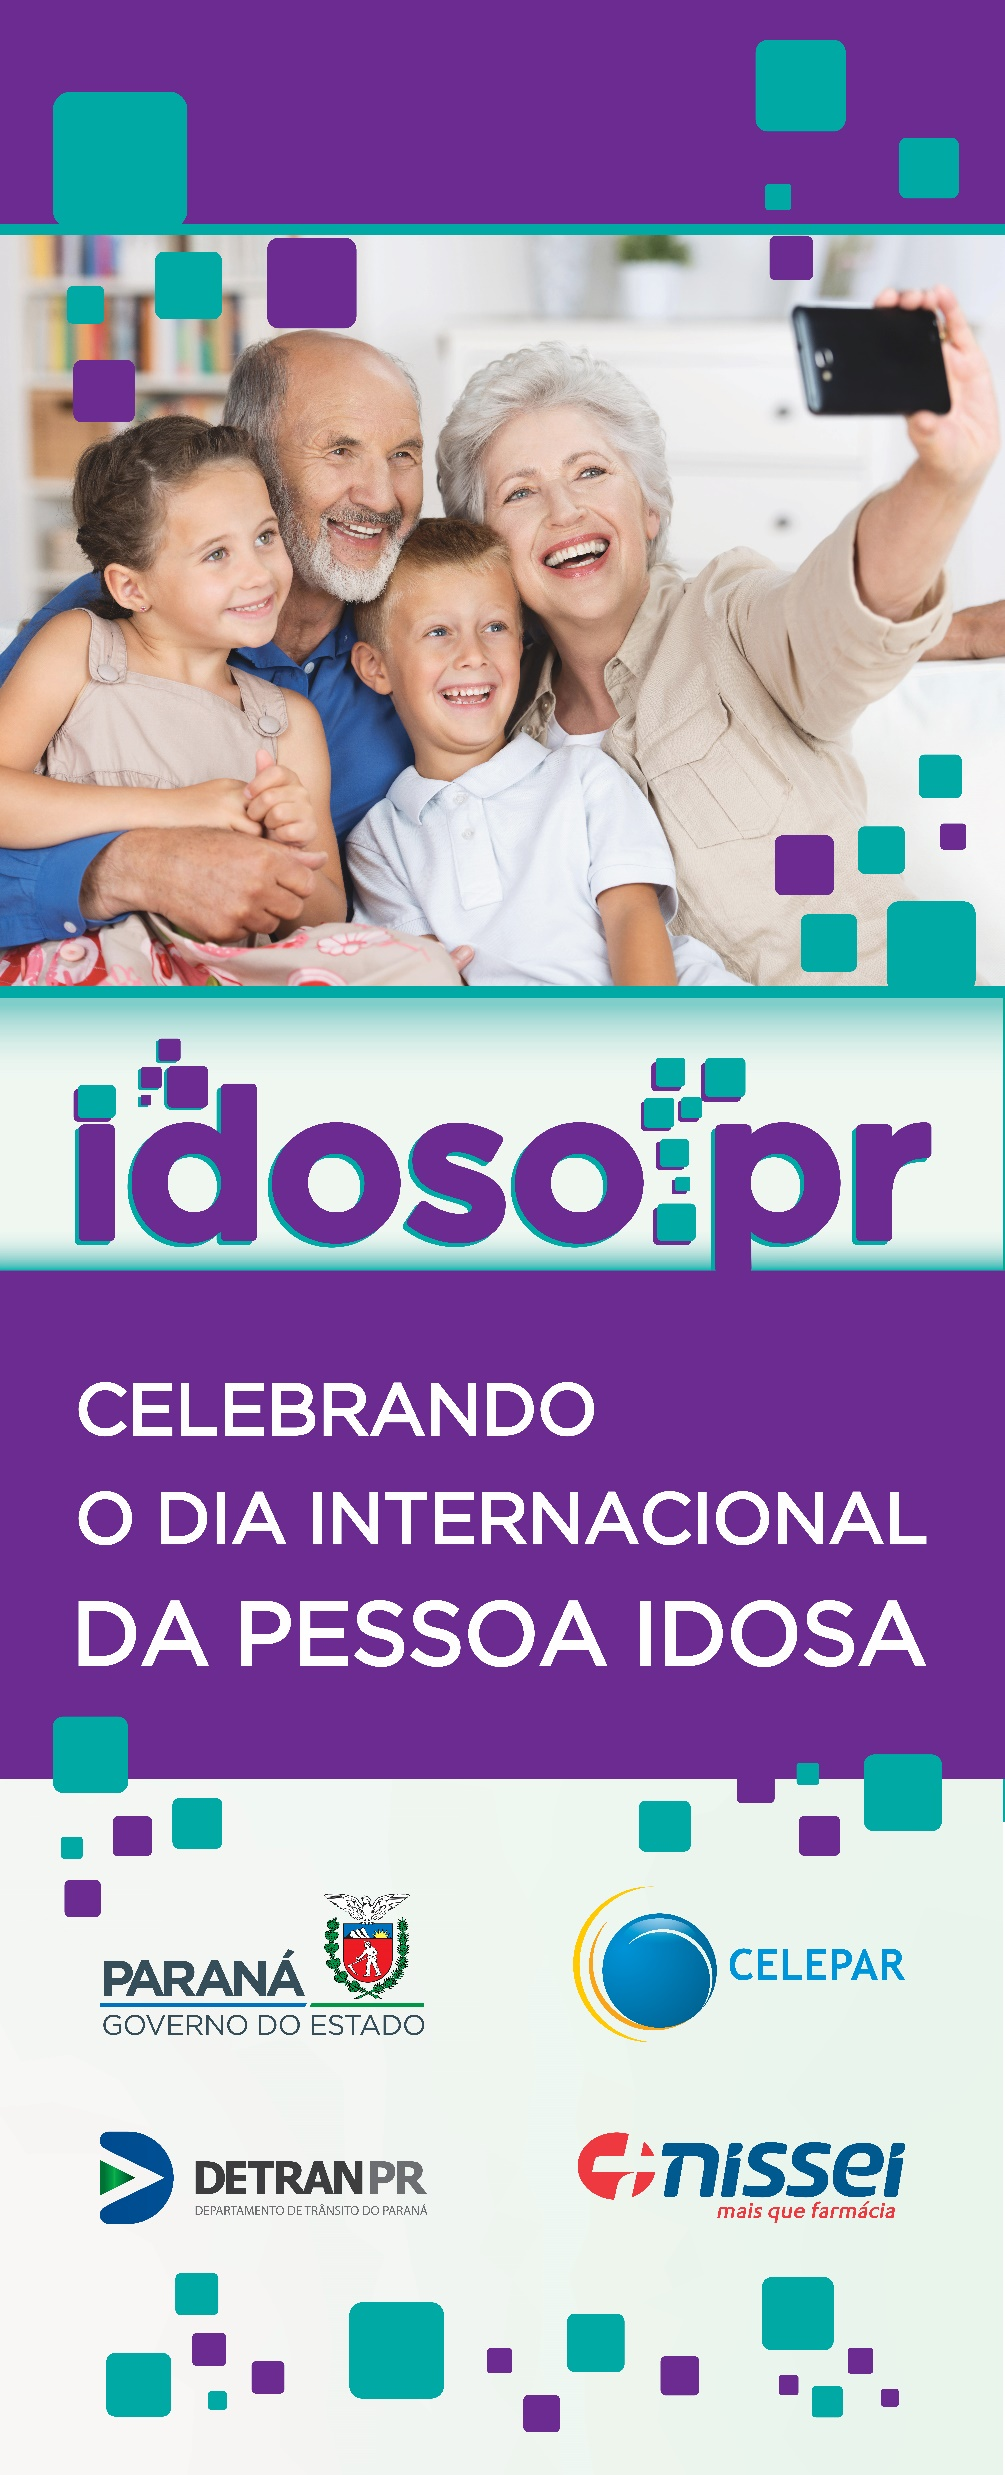 idoso:pr
CELEBRANDO
O DIA INTERNACIONAL
DA PESSOA IDOSA
PARANÁ
GOVERNO DO ESTADO
CELEPAR
DETRAN PR
DEPARTAMENTO DE TRÂNSITO DO PARANÁ
nissei
mais que farmácia